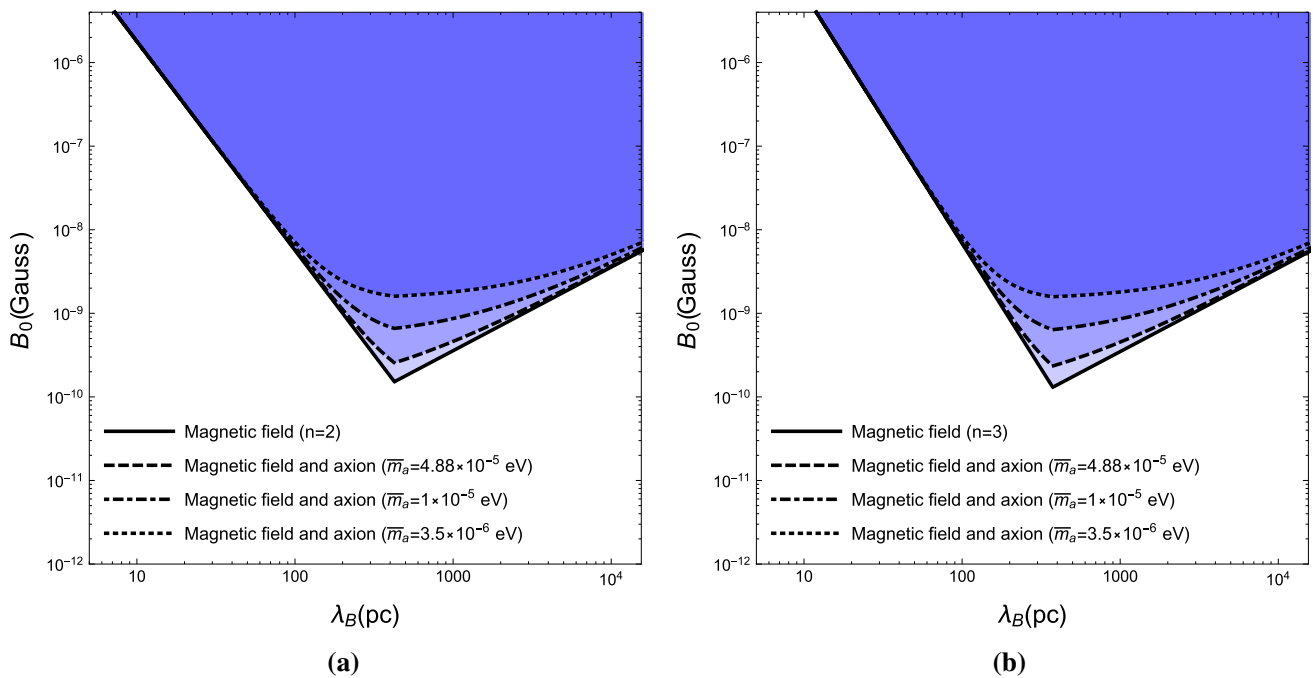 10⁻⁶
10⁻⁷
10⁻⁸
10⁻⁹
10⁻¹⁰
10⁻¹¹
10⁻¹²
B₀(Gauss)
Magnetic field (n=2)
Magnetic field and axion (m̅ₐ=4.88×10⁻⁵ eV)
Magnetic field and axion (m̅ₐ=1×10⁻⁵ eV)
Magnetic field and axion (m̅ₐ=3.5×10⁻⁶ eV)
10 100 1000 10⁴
λ_B(pc)
(a)
10⁻⁶
10⁻⁷
10⁻⁸
10⁻⁹
10⁻¹⁰
10⁻¹¹
10⁻¹²
B₀(Gauss)
Magnetic field (n=3)
Magnetic field and axion (m̅ₐ=4.88×10⁻⁵ eV)
Magnetic field and axion (m̅ₐ=1×10⁻⁵ eV)
Magnetic field and axion (m̅ₐ=3.5×10⁻⁶ eV)
10 100 1000 10⁴
λ_B(pc)
(b)